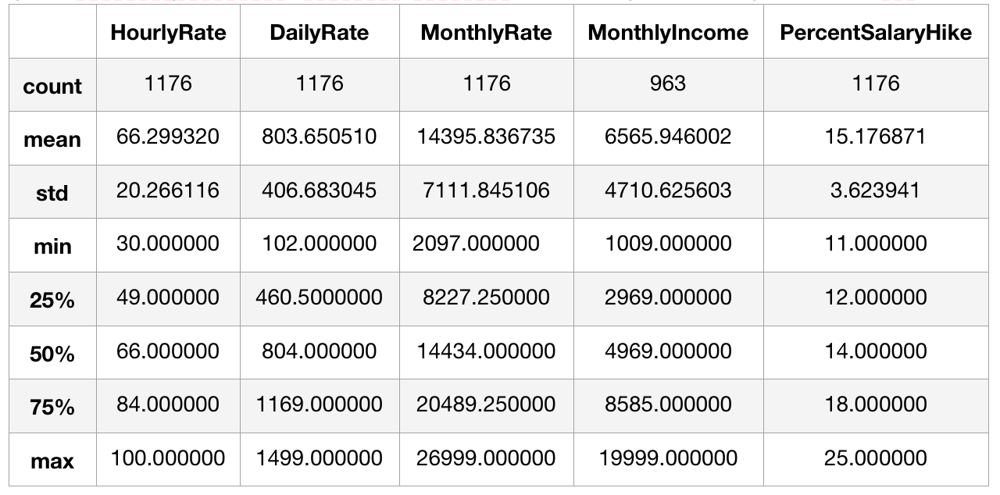 HourlyRate DailyRate MonthlyRate MonthlyIncome PercentSalaryHike
count 1176 1176 1176 963 1176
mean 66.299320 803.650510 14395.836735 6565.946002 15.176871
std 20.266116 406.683045 7111.845106 4710.625603 3.623941
min 30.000000 102.000000 2097.000000 1009.000000 11.000000
25% 49.000000 460.5000000 8227.250000 2969.000000 12.000000
50% 66.000000 804.000000 14434.000000 4969.000000 14.000000
75% 84.000000 1169.000000 20489.250000 8585.000000 18.000000
max 100.000000 1499.000000 26999.000000 19999.000000 25.000000